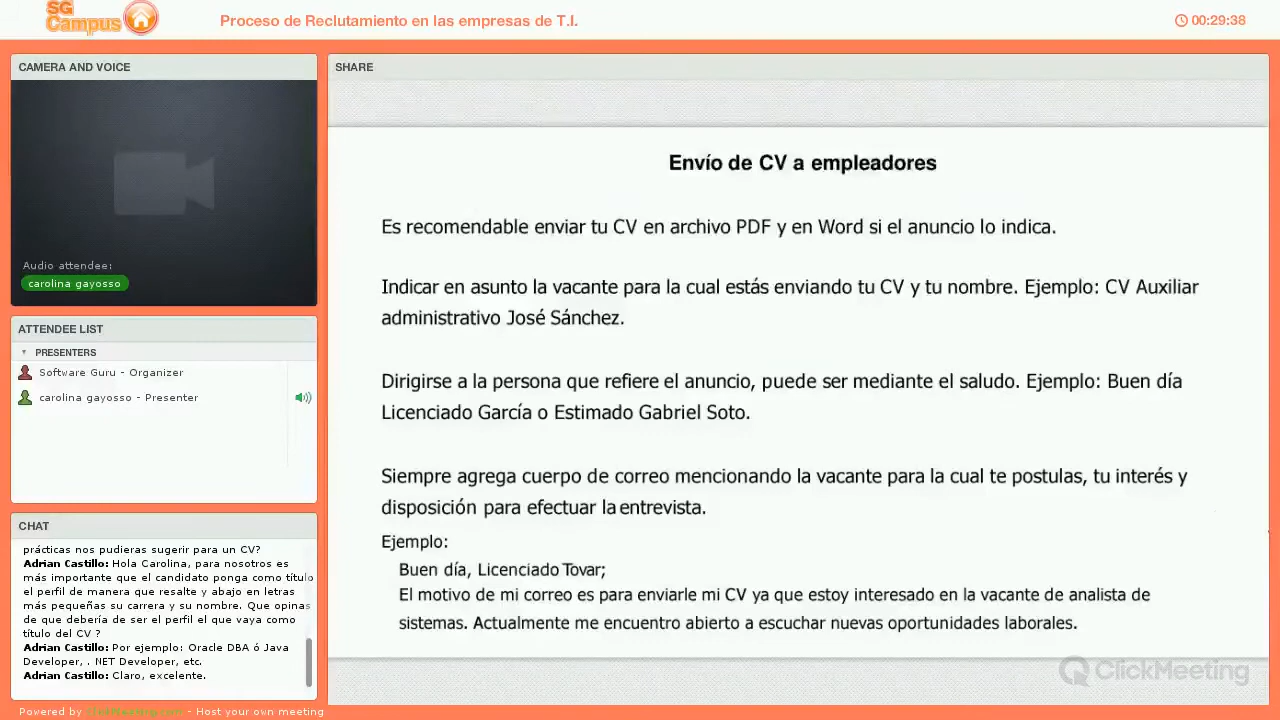 SG
Campus
Proceso de Reclutamiento en las empresas de T.I.
00:29:38
CAMERA AND VOICE
Audio attendee:
carolina gayosso
ATTENDEE LIST
PRESENTERS
Software Guru - Organizer
carolina gayosso - Presenter
CHAT
prácticas nos pudieras sugerir para un CV?
Adrian Castillo: Hola Carolina, para nosotros es
más importante que el candidato ponga como título
el perfil de manera que resalte y abajo en letras
más pequeñas su carrera y su nombre. Que opinas
de que debería de ser el perfil el que vaya como
título del CV ?
Adrian Castillo: Por ejemplo: Oracle DBA ó Java
Developer, . NET Developer, etc.
Adrian Castillo: Claro, excelente.
Powered by ClickMeeting.com - Host your own meeting
SHARE
Envío de CV a empleadores
Es recomendable enviar tu CV en archivo PDF y en Word si el anuncio lo indica.
Indicar en asunto la vacante para la cual estás enviando tu CV y tu nombre. Ejemplo: CV Auxiliar
administrativo José Sánchez.
Dirigirse a la persona que refiere el anuncio, puede ser mediante el saludo. Ejemplo: Buen día
Licenciado García o Estimado Gabriel Soto.
Siempre agrega cuerpo de correo mencionando la vacante para la cual te postulas, tu interés y
disposición para efectuar la entrevista.
Ejemplo:
Buen día, Licenciado Tovar;
El motivo de mi correo es para enviarle mi CV ya que estoy interesado en la vacante de analista de
sistemas. Actualmente me encuentro abierto a escuchar nuevas oportunidades laborales.
ClickMeeting